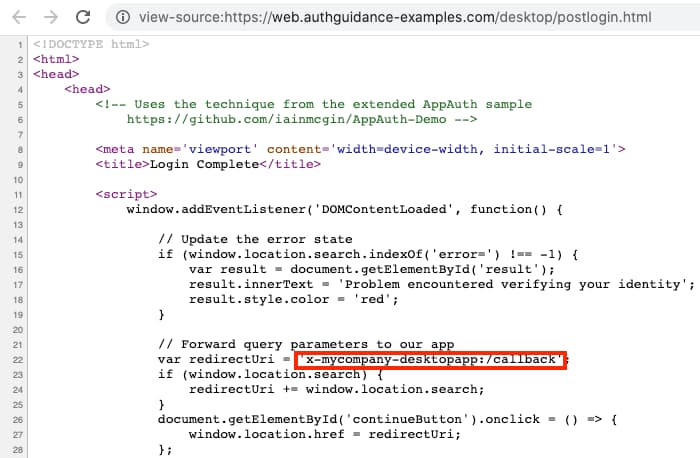 view-source:https://web.authguidance-examples.com/desktop/postlogin.html
1 <!DOCTYPE html>
2 <html>
3 <head>
4     <head>
5         <!-- Uses the technique from the extended AppAuth sample
6             https://github.com/iainmcgin/AppAuth-Demo -->
7
8         <meta name='viewport' content='width=device-width, initial-scale=1'>
9         <title>Login Complete</title>
10
11         <script>
12             window.addEventListener('DOMContentLoaded', function() {
13
14                 // Update the error state
15                 if (window.location.search.indexOf('error=') !== -1) {
16                     var result = document.getElementById('result');
17                     result.innerText = 'Problem encountered verifying your identity';
18                     result.style.color = 'red';
19                 }
20
21                 // Forward query parameters to our app
22                 var redirectUri = 'x-mycompany-desktopapp:/callback';
23                 if (window.location.search) {
24                     redirectUri += window.location.search;
25                 }
26                 document.getElementById('continueButton').onclick = () => {
27                     window.location.href = redirectUri;
28                 };